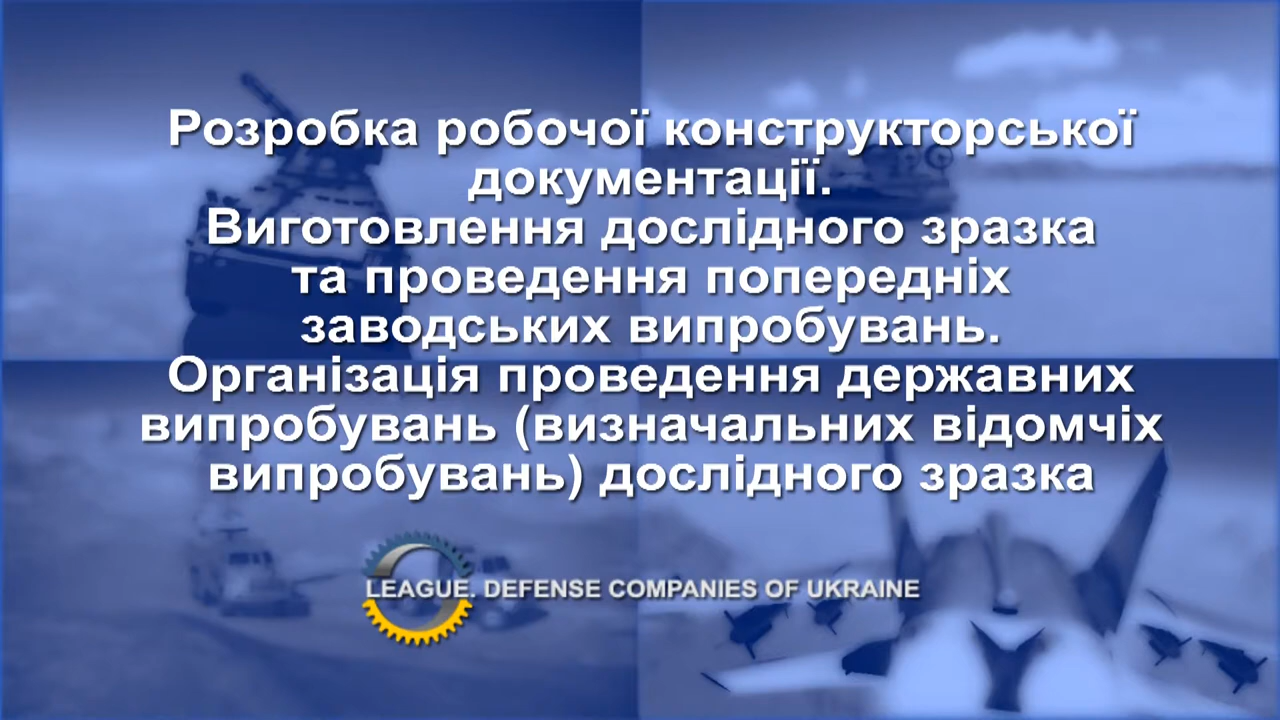 Розробка робочої конструкторської
документації.
Виготовлення дослідного зразка
та проведення попередніх
заводських випробувань.
Організація проведення державних
випробувань (визначальних відомчіх
випробувань) дослідного зразка
LEAGUE. DEFENSE COMPANIES OF UKRAINE